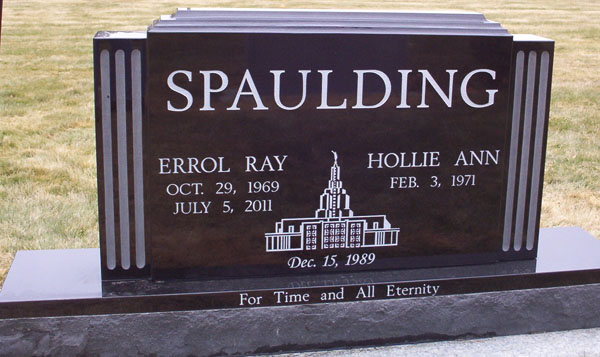 SPAULDING
ERRoL RAY
OCT. 29, 1969
JULY 5, 2011
HOLLIE ANN
FEB. 3, 1971
Dec. 15, 1989
For Time and All Eternity